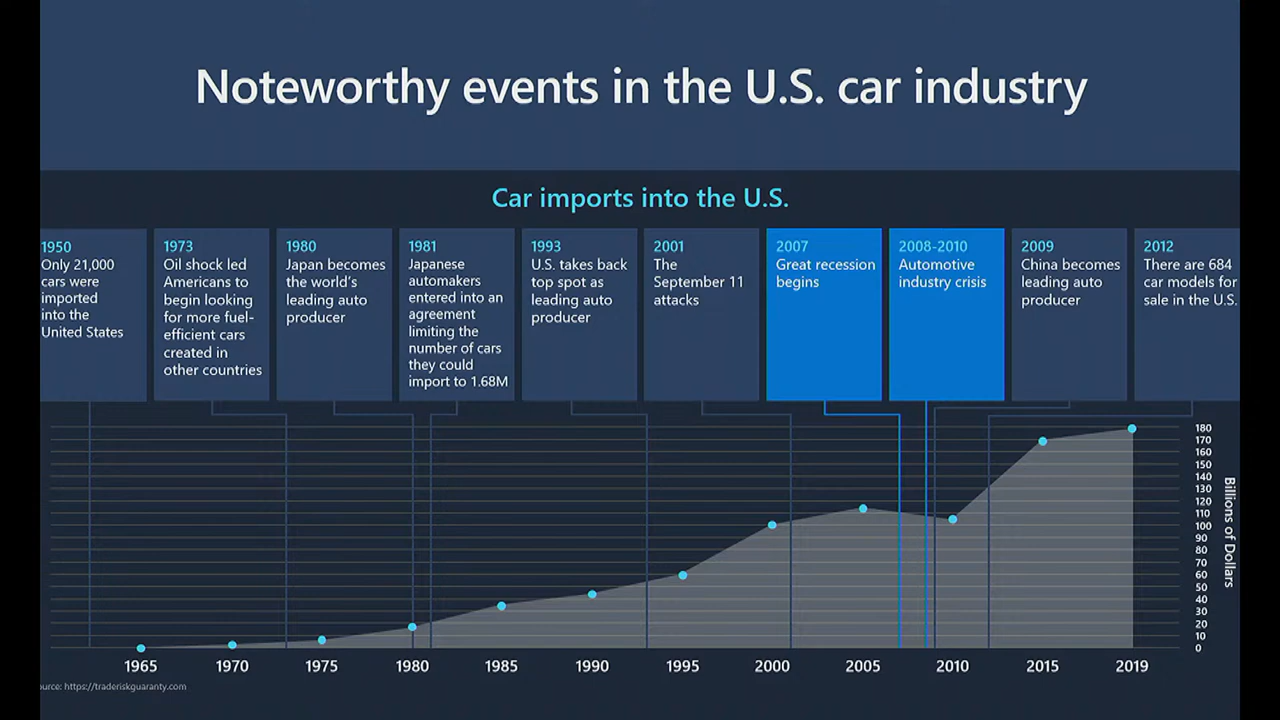 Noteworthy events in the U.S. car industry
Car imports into the U.S.
1950
Only 21,000
cars were
imported
into the
United States
1973
Oil shock led
Americans to
begin looking
for more fuel-
efficient cars
created in
other countries
1980
Japan becomes
the world's
leading auto
producer
1981
Japanese
automakers
entered into an
agreement
limiting the
number of cars
they could
import to 1.68M
1993
U.S. takes back
top spot as
leading auto
producer
2001
The
September 11
attacks
2007
Great recession
begins
2008-2010
Automotive
industry crisis
2009
China becomes
leading auto
producer
2012
There are 684
car models for
sale in the U.S.
180
170
160
150
140
130
120
110
100
90
80
70
60
50
40
30
20
10
0
Billions of Dollars
1965 1970 1975 1980 1985 1990 1995 2000 2005 2010 2015 2019
ource: https://traderiskguaranty.com